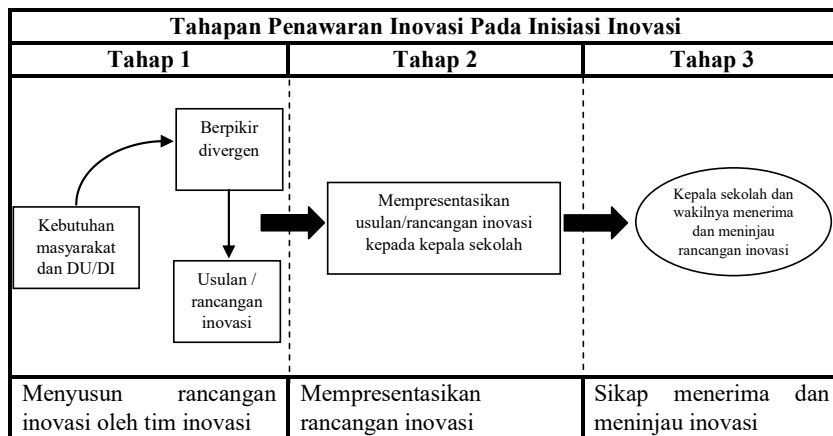 Tahapan Penawaran Inovasi Pada Inisiasi Inovasi
Tahap 1
Tahap 2
Tahap 3
Berpikir
divergen
Kebutuhan
masyarakat
dan DU/DI
Usulan /
rancangan
inovasi
Mempresentasikan
usulan/rancangan inovasi
kepada kepala sekolah
Kepala sekolah dan
wakilnya menerima
dan meninjau
rancangan inovasi
Menyusun rancangan
inovasi oleh tim inovasi
Mempresentasikan
rancangan inovasi
Sikap menerima dan
meninjau inovasi